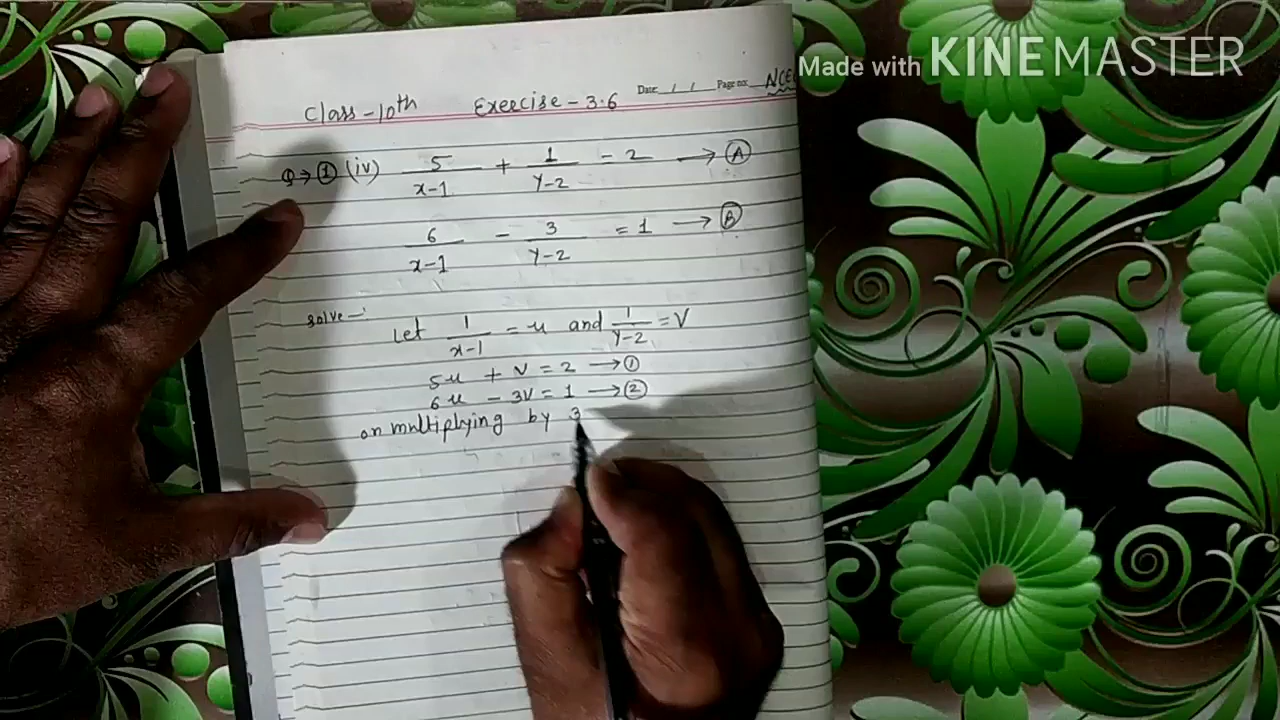 Made with KINEMASTER
Date: / / Page no: NCE
Class-10th Exercise-3.6
Q→① (iv) 5/(x-1) + 1/(y-2) - 2 → Ⓐ
6/(x-1) - 3/(y-2) = 1 → Ⓑ
solve-:
Let 1/(x-1) = u and 1/(y-2) = V
5u + v = 2 → ①
6u - 3v = 1 → ②
on multiplying by 3